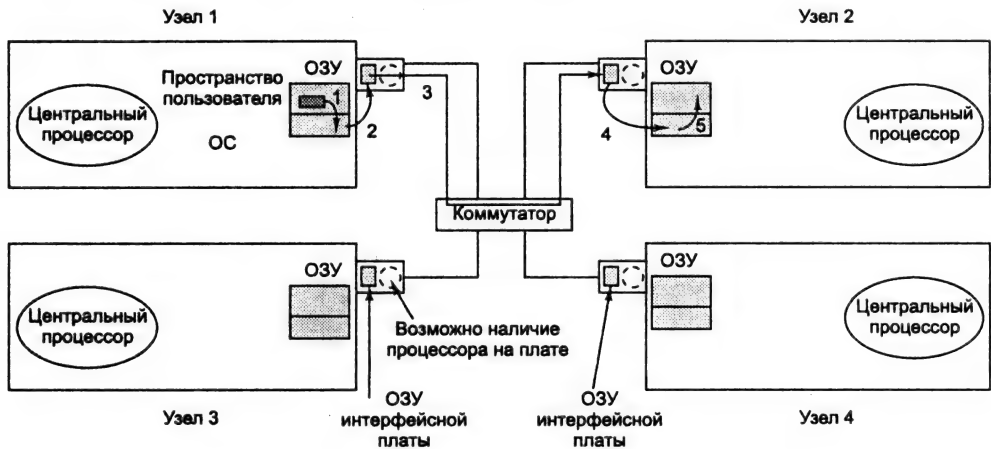 Узел 1
Узел 2
ОЗУ
Пространство
пользователя
ОС
Центральный
процессор
1
2
3
ОЗУ
4
5
Центральный
процессор
Коммутатор
ОЗУ
Центральный
процессор
Возможно наличие
процессора на плате
ОЗУ
Центральный
процессор
Узел 3
ОЗУ
интерфейсной
платы
ОЗУ
интерфейсной
платы
Узел 4